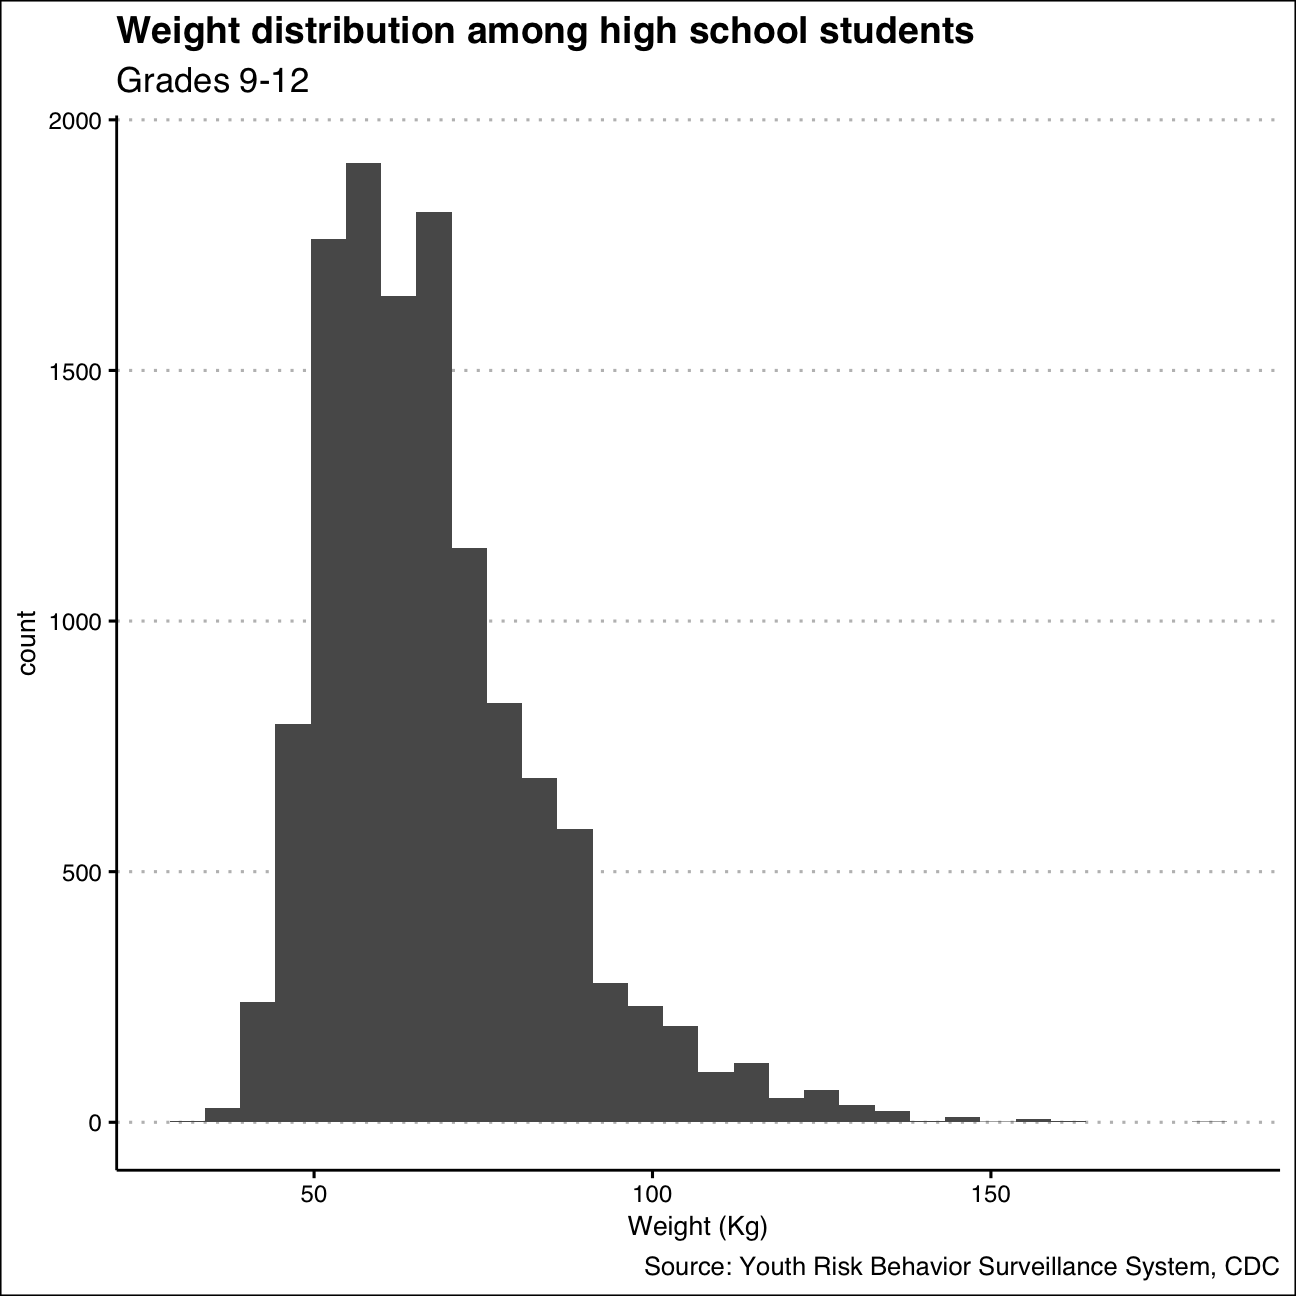 Weight distribution among high school students
Grades 9-12
2000
1500
1000
500
0
count
50 100 150
Weight (Kg)
Source: Youth Risk Behavior Surveillance System, CDC